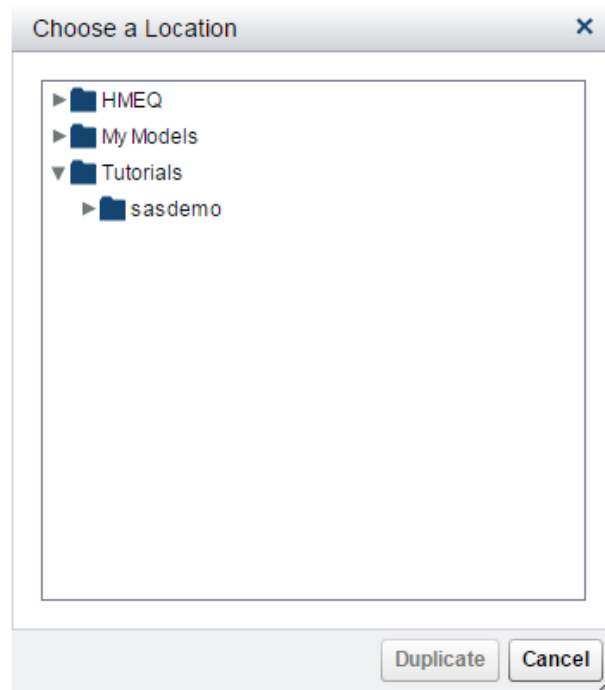 Choose a Location
HMEQ
My Models
Tutorials
sasdemo
Duplicate Cancel